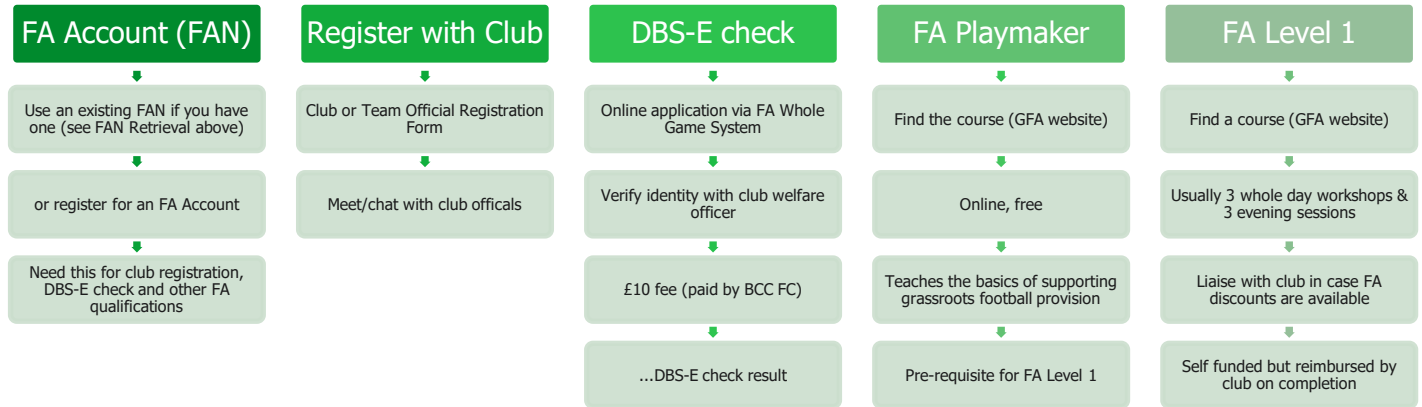 FA Account (FAN)
Use an existing FAN if you have
one (see FAN Retrieval above)
or register for an FA Account
Need this for club registration,
DBS-E check and other FA
qualifications
Register with Club
Club or Team Official Registration
Form
Meet/chat with club officals
DBS-E check
Online application via FA Whole
Game System
Verify identity with club welfare
officer
£10 fee (paid by BCC FC)
...DBS-E check result
FA Playmaker
Find the course (GFA website)
Online, free
Teaches the basics of supporting
grassroots football provision
Pre-requisite for FA Level 1
FA Level 1
Find a course (GFA website)
Usually 3 whole day workshops &
3 evening sessions
Liaise with club in case FA
discounts are available
Self funded but reimbursed by
club on completion